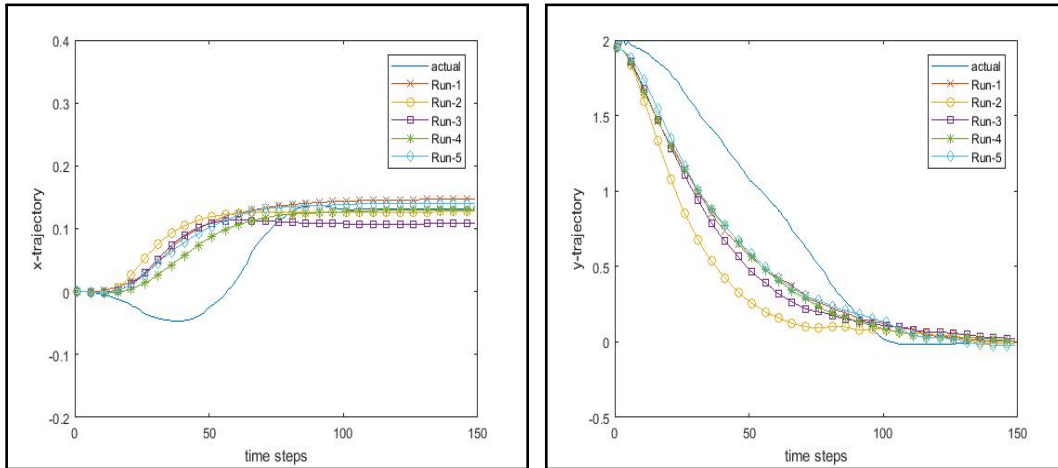 0.4
0.3
0.2
0.1
0
-0.1
-0.2
x-trajectory
0
50
100
150
time steps
actual
Run-1
Run-2
Run-3
Run-4
Run-5
2
1.5
1
0.5
0
-0.5
y-trajectory
0
50
100
150
time steps
actual
Run-1
Run-2
Run-3
Run-4
Run-5